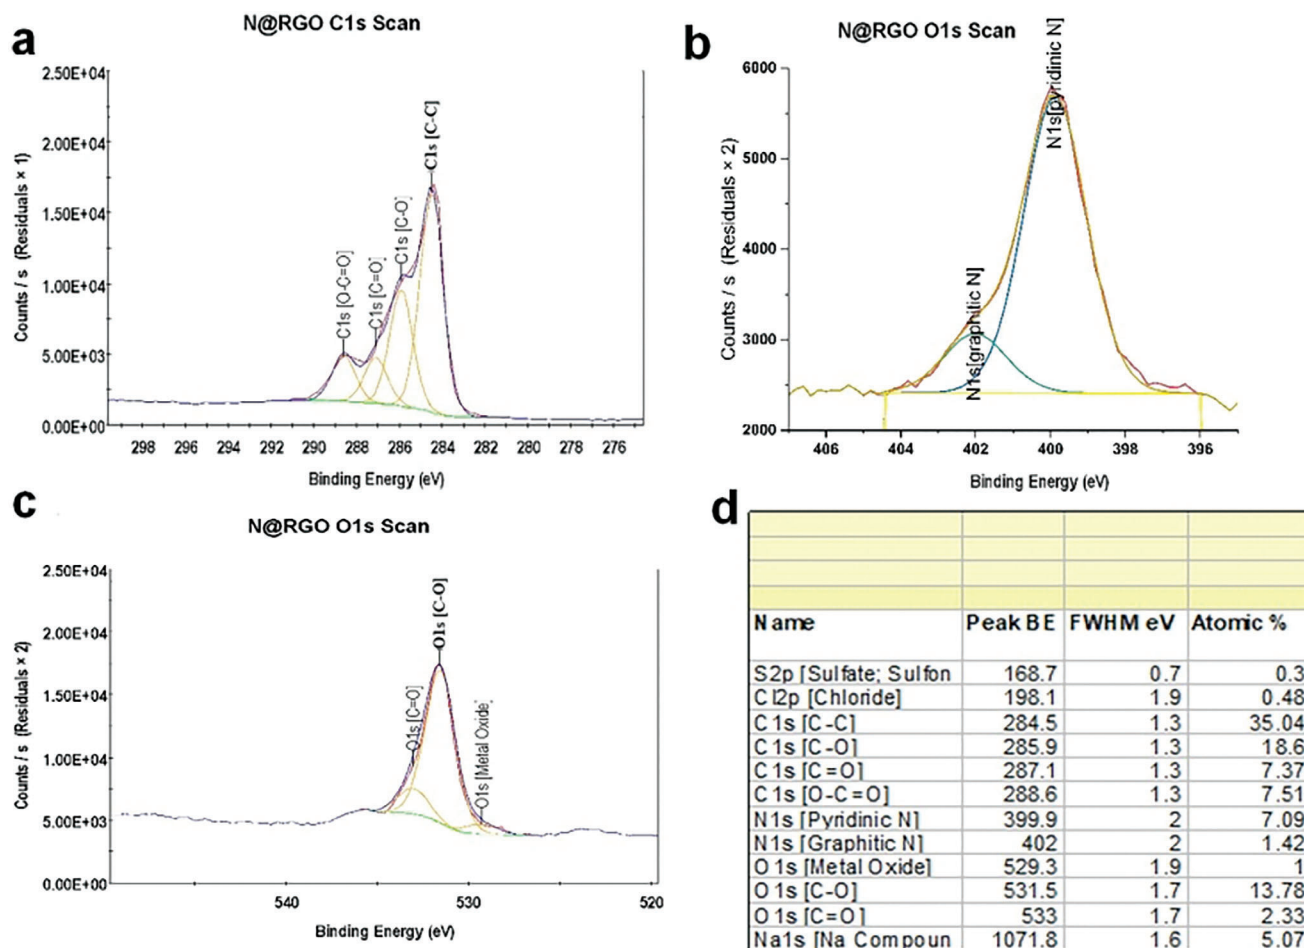 a
N@RGO C1s Scan
2.50E+04
2.00E+04
1.50E+04
1.00E+04
5.00E+03
0.00E+00
Counts / s (Residuals × 1)
C1s [O-C=O]
C1s [C=O]
C1s [C-O]
C1s [C-C]
298 296 294 292 290 288 286 284 282 280 278 276
Binding Energy (eV)
b
N@RGO O1s Scan
6000
5000
4000
3000
2000
Counts / s (Residuals × 2)
N1s[graphitic N]
N1s[pyridinic N]
406 404 402 400 398 396
Binding Energy (eV)
c
N@RGO O1s Scan
2.50E+04
2.00E+04
1.50E+04
1.00E+04
5.00E+03
0.00E+00
Counts / s (Residuals × 2)
O1s [C=O]
O1s [C-O]
O1s [Metal Oxide]
540 530 520
Binding Energy (eV)
d
Name Peak BE FWHM eV Atomic %
S2p [Sulfate; Sulfon 168.7 0.7 0.3
Cl2p [Chloride] 198.1 1.9 0.48
C1s [C-C] 284.5 1.3 35.04
C1s [C-O] 285.9 1.3 18.6
C1s [C=O] 287.1 1.3 7.37
C1s [O-C=O] 288.6 1.3 7.51
N1s [Pyridinic N] 399.9 2 7.09
N1s [Graphitic N] 402 2 1.42
O1s [Metal Oxide] 529.3 1.9 1
O1s [C-O] 531.5 1.7 13.78
O1s [C=O] 533 1.7 2.33
Na1s [Na Compoun 1071.8 1.6 5.07